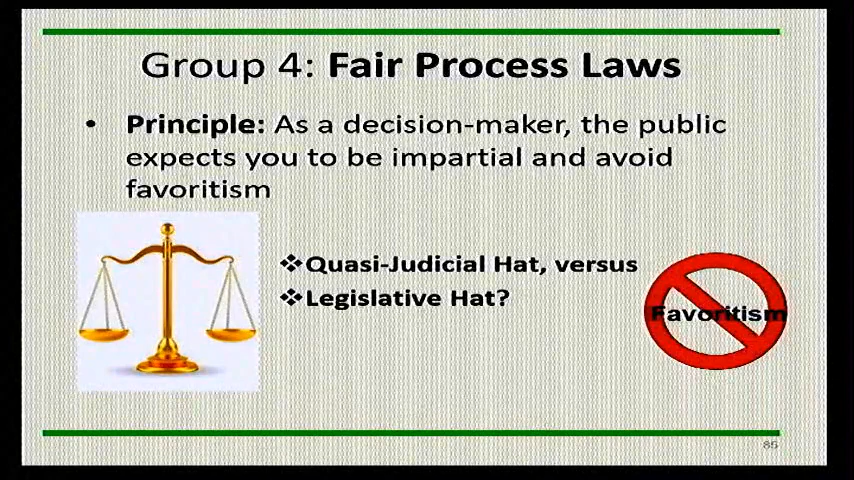 Group 4: Fair Process Laws
• Principle: As a decision-maker, the public
expects you to be impartial and avoid
favoritism
❖Quasi-Judicial Hat, versus
❖Legislative Hat?
Favoritism
85